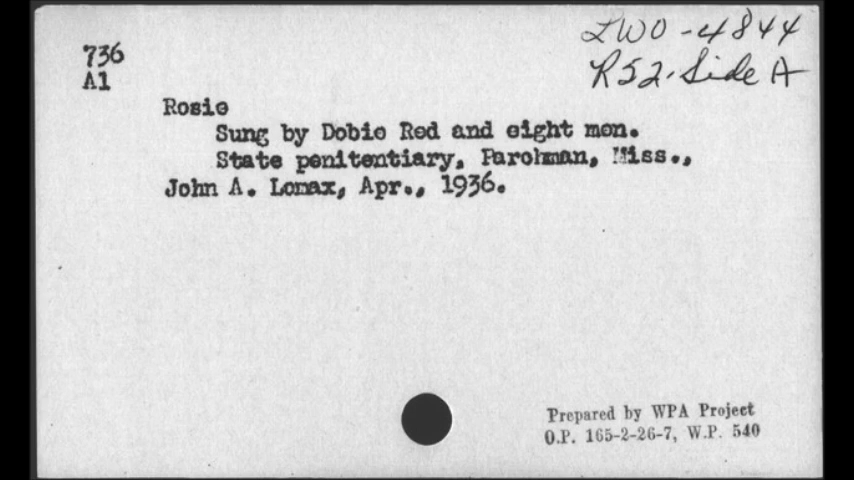 LWO-4844
R52. Side A
736
A1
Rosie
Sung by Dobie Red and eight men.
State penitentiary, Parchman, Miss.,
John A. Lomax, Apr., 1936.
Prepared by WPA Project
O.P. 165-2-26-7, W.P. 540